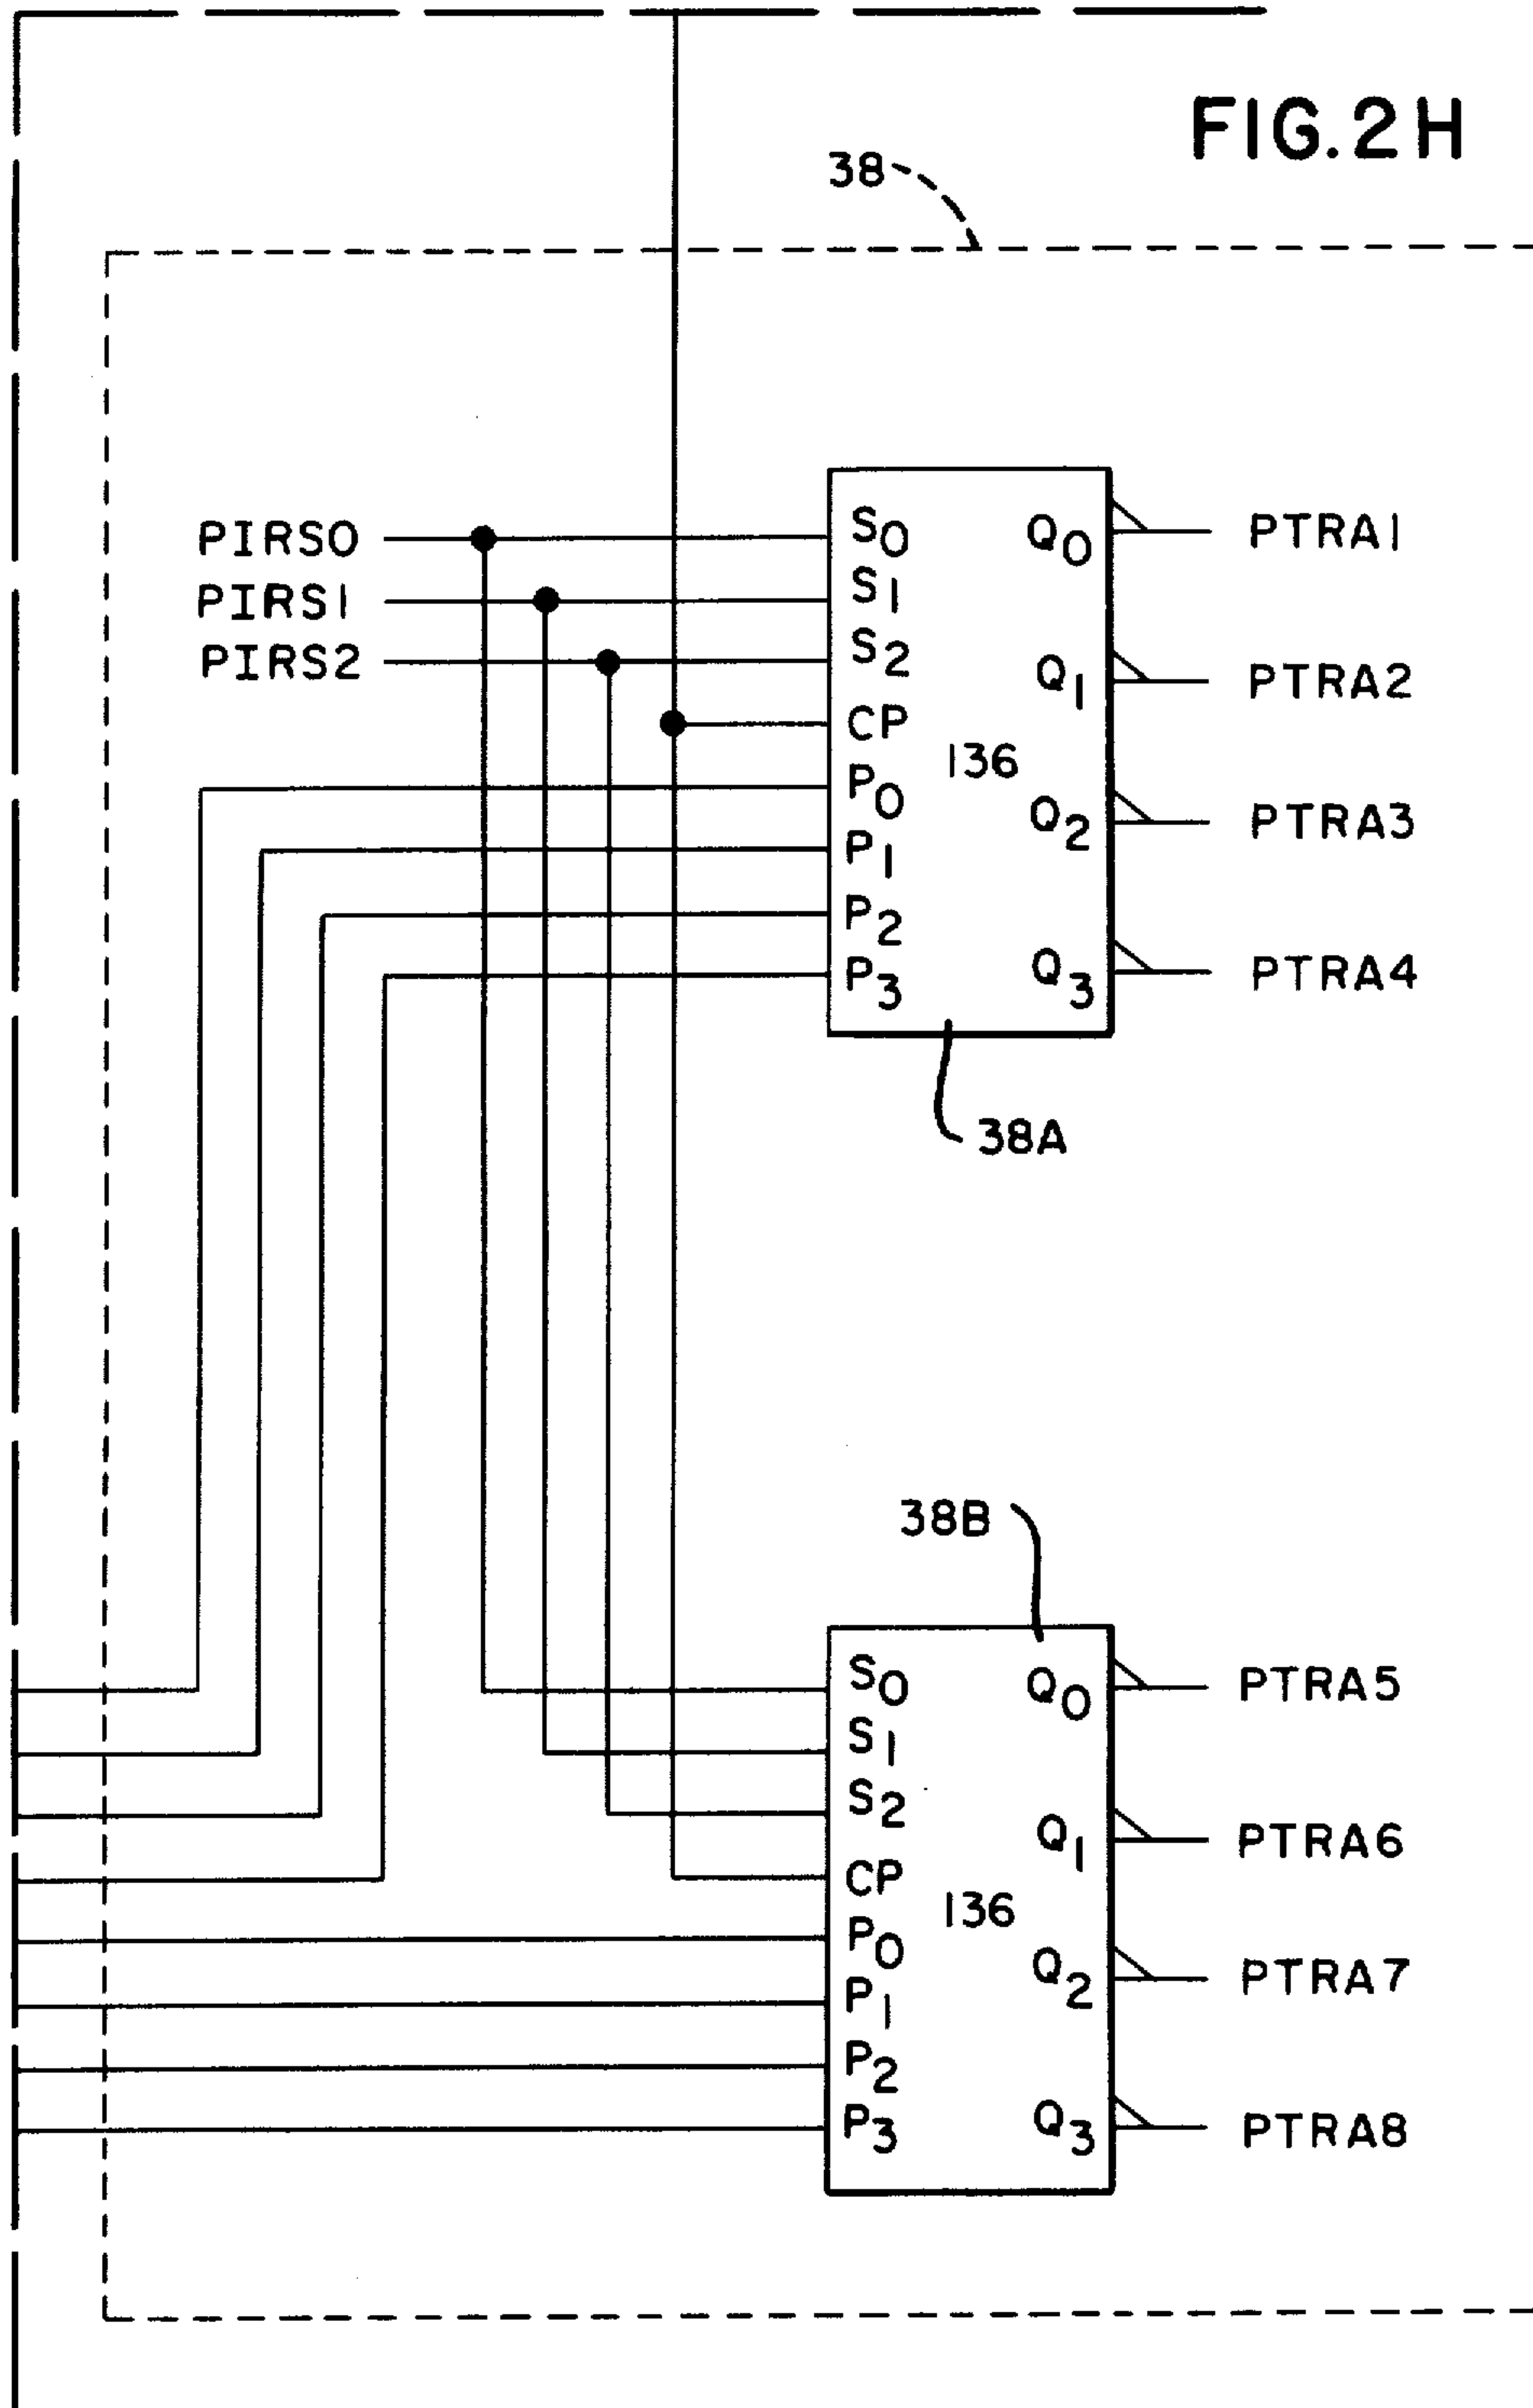 FIG. 2H
38
PIRS0
PIRS1
PIRS2
S0
S1
S2
CP
P0
P1
P2
P3
136
Q0
Q1
Q2
Q3
PTRA1
PTRA2
PTRA3
PTRA4
38A
38B
S0
S1
S2
CP
P0
P1
P2
P3
136
Q0
Q1
Q2
Q3
PTRA5
PTRA6
PTRA7
PTRA8